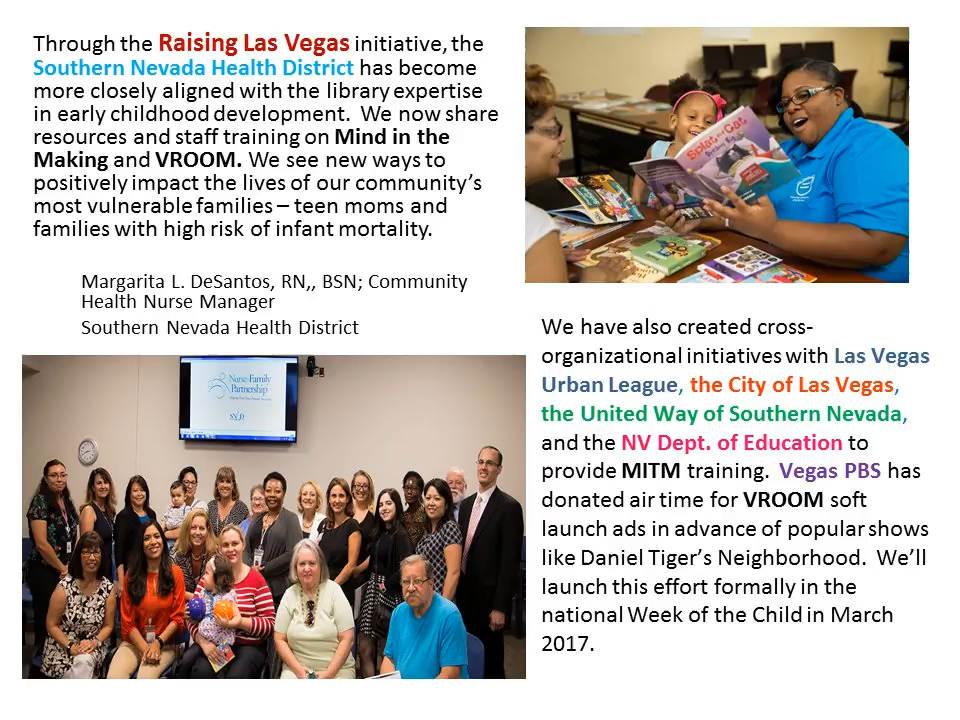 Through the Raising Las Vegas initiative, the
Southern Nevada Health District has become
more closely aligned with the library expertise
in early childhood development.  We now share
resources and staff training on Mind in the
Making and VROOM. We see new ways to
positively impact the lives of our community’s
most vulnerable families – teen moms and
families with high risk of infant mortality.
Margarita L. DeSantos, RN,, BSN; Community
Health Nurse Manager
Southern Nevada Health District
Splat the Cat
Nurse-Family
Partnership
We have also created cross-
organizational initiatives with Las Vegas
Urban League, the City of Las Vegas,
the United Way of Southern Nevada,
and the NV Dept. of Education to
provide MITM training.  Vegas PBS has
donated air time for VROOM soft
launch ads in advance of popular shows
like Daniel Tiger’s Neighborhood.  We’ll
launch this effort formally in the
national Week of the Child in March
2017.